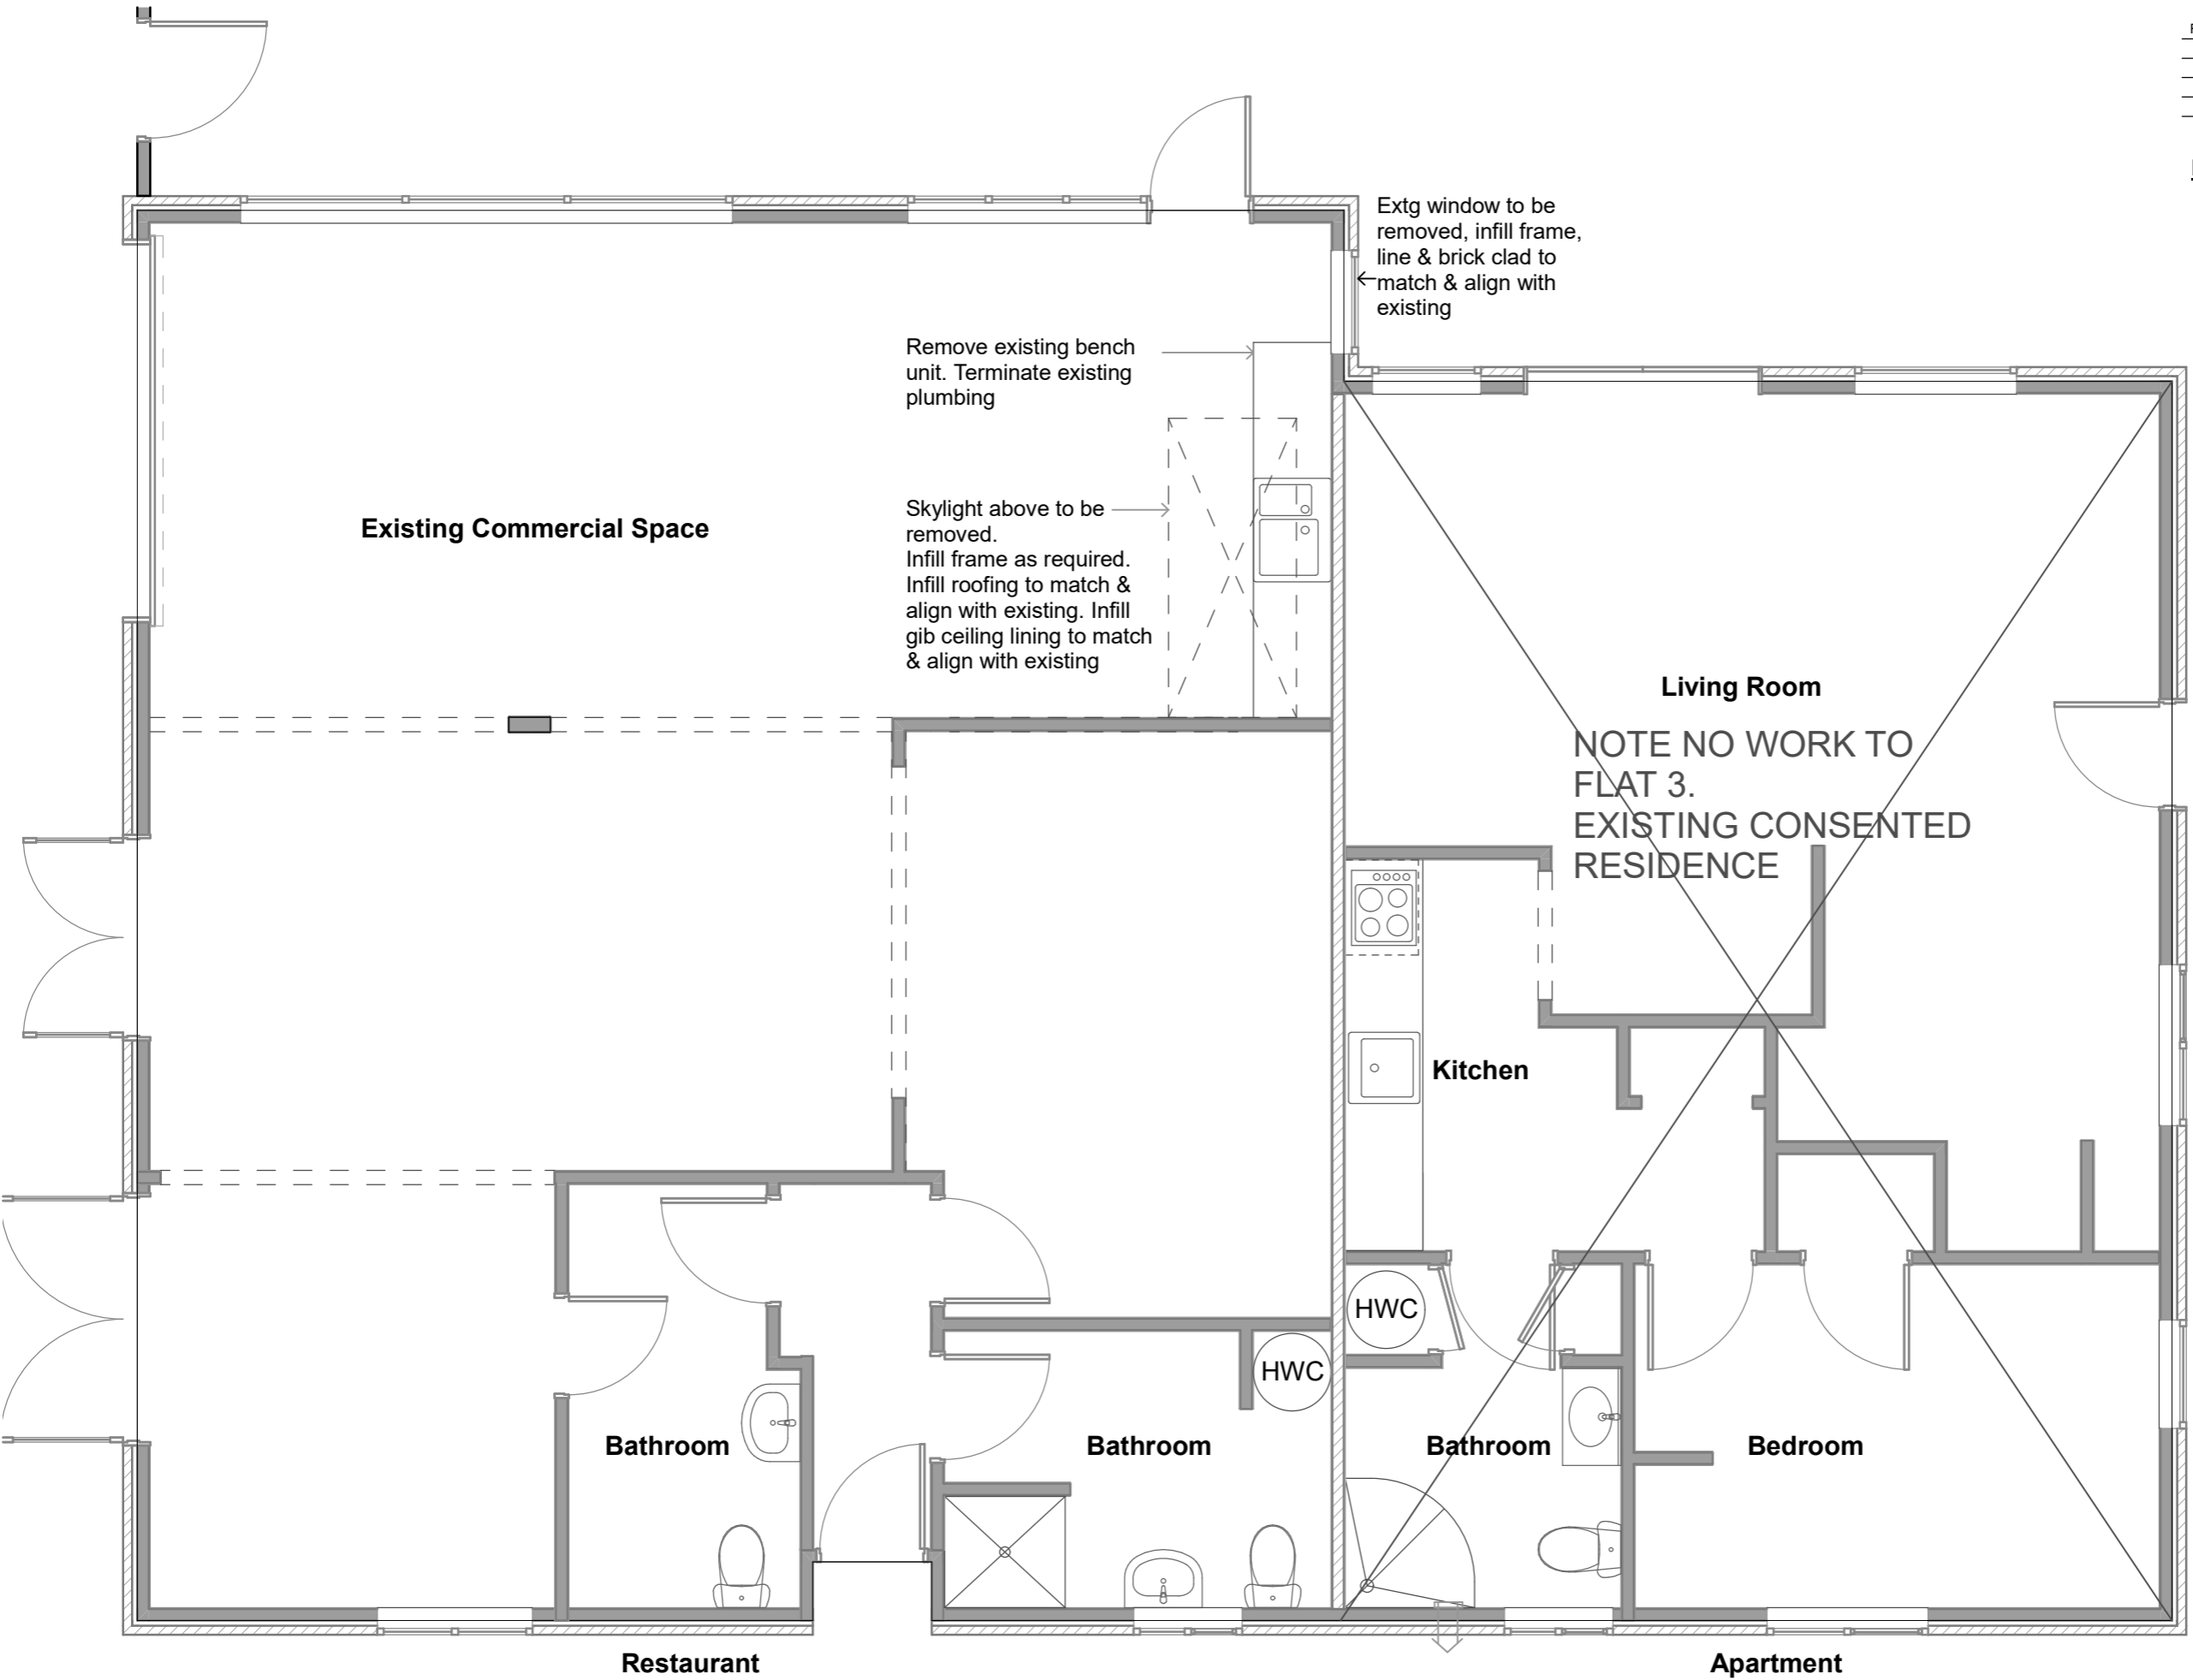 Extg window to be
removed, infill frame,
line & brick clad to
match & align with
existing
Remove existing bench
unit. Terminate existing
plumbing
Skylight above to be
removed.
Infill frame as required.
Infill roofing to match &
align with existing. Infill
gib ceiling lining to match
& align with existing
Existing Commercial Space
Living Room
NOTE NO WORK TO
FLAT 3.
EXISTING CONSENTED
RESIDENCE
Kitchen
HWC
HWC
Bathroom
Bathroom
Bathroom
Bedroom
Restaurant
Apartment